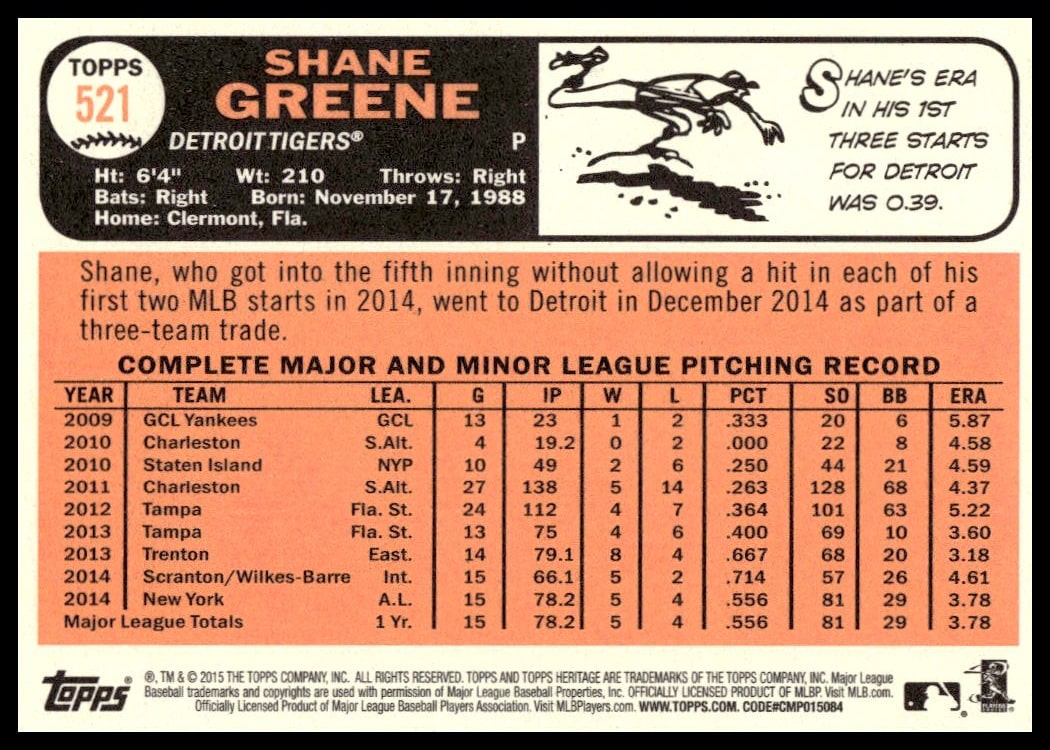 TOPPS
521
SHANE
GREENE
DETROIT TIGERS® P
Ht: 6'4" Wt: 210 Throws: Right
Bats: Right Born: November 17, 1988
Home: Clermont, Fla.
SHANE'S ERA
IN HIS 1ST
THREE STARTS
FOR DETROIT
WAS 0.39.
Shane, who got into the fifth inning without allowing a hit in each of his
first two MLB starts in 2014, went to Detroit in December 2014 as part of a
three-team trade.
COMPLETE MAJOR AND MINOR LEAGUE PITCHING RECORD
YEAR TEAM LEA. G IP W L PCT SO BB ERA
2009 GCL Yankees GCL 13 23 1 2 .333 20 6 5.87
2010 Charleston S.Alt. 4 19.2 0 2 .000 22 8 4.58
2010 Staten Island NYP 10 49 2 6 .250 44 21 4.59
2011 Charleston S.Alt. 27 138 5 14 .263 128 68 4.37
2012 Tampa Fla. St. 24 112 4 7 .364 101 63 5.22
2013 Tampa Fla. St. 13 75 4 6 .400 69 10 3.60
2013 Trenton East. 14 79.1 8 4 .667 68 20 3.18
2014 Scranton/Wilkes-Barre Int. 15 66.1 5 2 .714 57 26 4.61
2014 New York A.L. 15 78.2 5 4 .556 81 29 3.78
Major League Totals 1 Yr. 15 78.2 5 4 .556 81 29 3.78
topps®
®, TM & © 2015 THE TOPPS COMPANY, INC. ALL RIGHTS RESERVED. TOPPS AND TOPPS HERITAGE ARE TRADEMARKS OF THE TOPPS COMPANY, INC. Major League
Baseball trademarks and copyrights are used with permission of Major League Baseball Properties, Inc. OFFICIALLY LICENSED PRODUCT OF MLBP. Visit MLB.com.
Officially Licensed Product of Major League Baseball Players Association. Visit MLBPlayers.com. WWW.TOPPS.COM. CODE#CMP015084